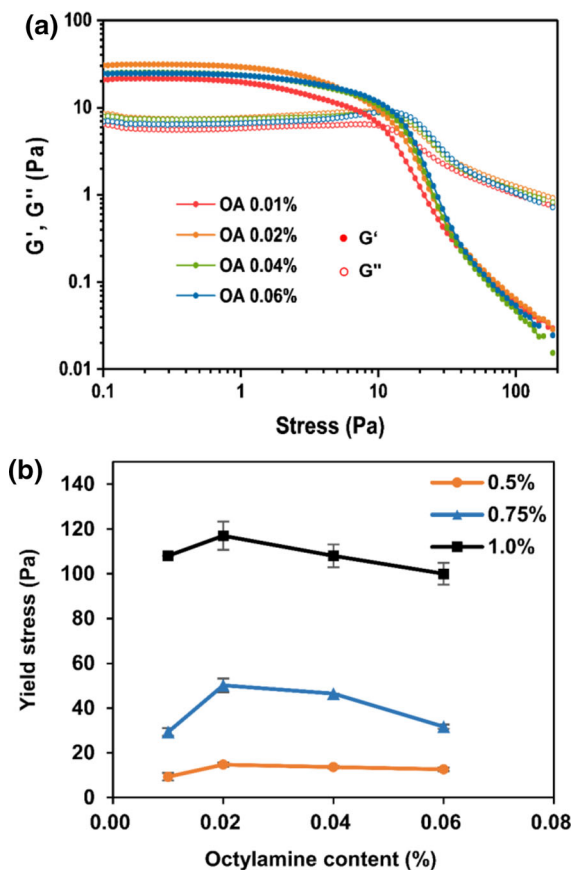 (a)
100
10
1
0.1
0.01
G', G'' (Pa)
OA 0.01%
OA 0.02%
OA 0.04%
OA 0.06%
G‘
G"
0.1
1
10
100
Stress (Pa)
(b)
140
120
100
80
60
40
20
0
Yield stress (Pa)
0.5%
0.75%
1.0%
0.00
0.02
0.04
0.06
0.08
Octylamine content (%)